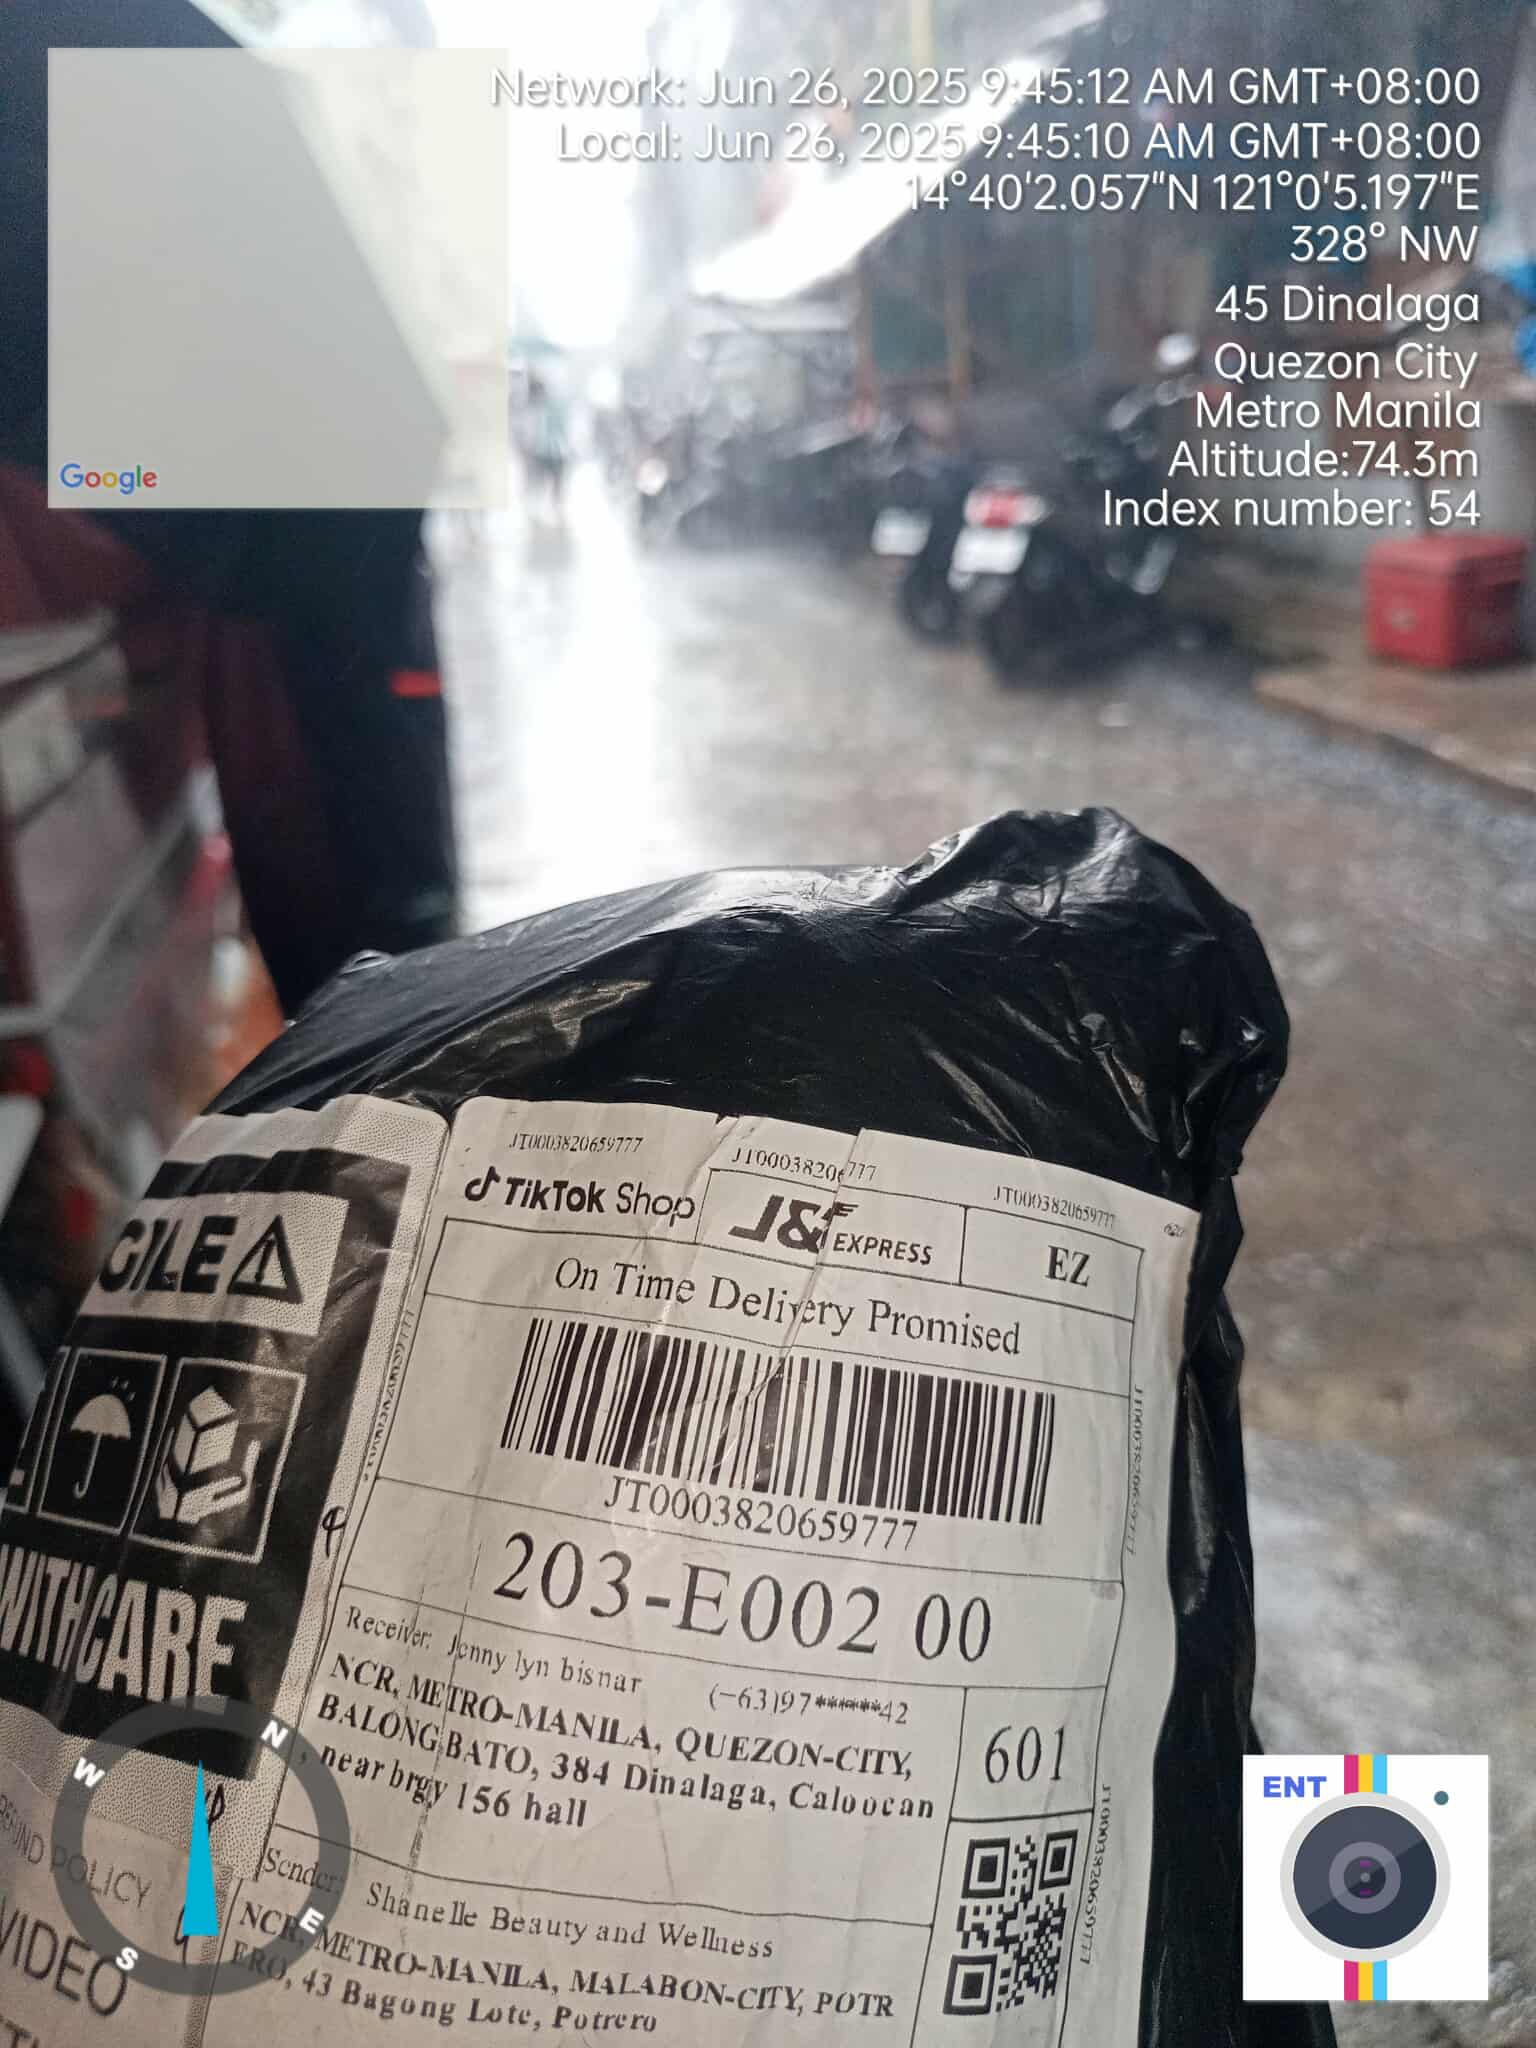 Network: Jun 26, 2025 9:45:12 AM GMT+08:00
Local: Jun 26, 2025 9:45:10 AM GMT+08:00
14°40'2.057"N 121°0'5.197"E
328° NW
45 Dinalaga
Quezon City
Metro Manila
Altitude:74.3m
Index number: 54
Google
JT0003820659777
JT0003820659777
TikTok Shop
J&T EXPRESS
EZ
On Time Delivery Promised
JT0003820659777
203-E002 00
Receiver: Jenny lyn bisnar (-63)97******42
NCR, METRO-MANILA, QUEZON-CITY,
BALONG BATO, 384 Dinalaga, Caloocan
, near brgy 156 hall
601
Sender: Shanelle Beauty and Wellness
NCR, METRO-MANILA, MALABON-CITY, POTR
ERO, 43 Bagong Lote, Potrero
GILE
WITH CARE
POLICY
VIDEO
N
W
E
S
ENT